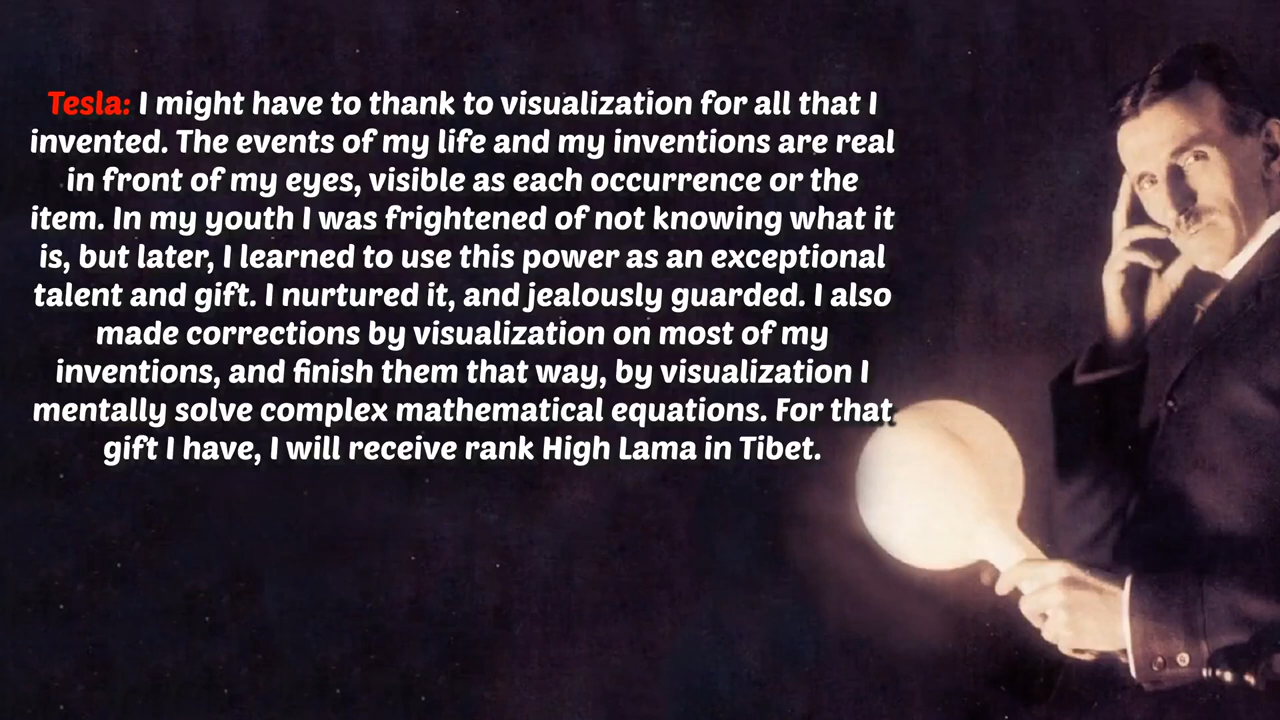 Tesla: I might have to thank to visualization for all that I
invented. The events of my life and my inventions are real
in front of my eyes, visible as each occurrence or the
item. In my youth I was frightened of not knowing what it
is, but later, I learned to use this power as an exceptional
talent and gift. I nurtured it, and jealously guarded. I also
made corrections by visualization on most of my
inventions, and finish them that way, by visualization I
mentally solve complex mathematical equations. For that
gift I have, I will receive rank High Lama in Tibet.